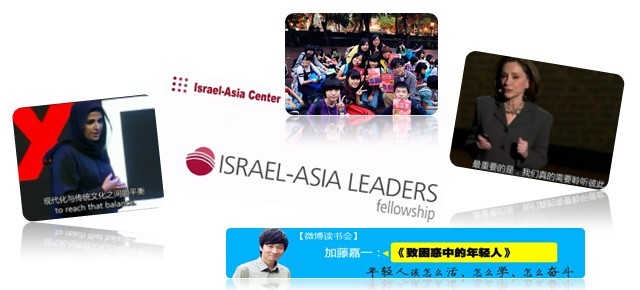 Israel-Asia Center
ISRAEL-ASIA LEADERS
fellowship
现代化与传统文化之间的平衡
to reach that balance
最重要的是，我们真的需要聆听彼此
【微博读书会】
加藤嘉一：《致困惑中的年轻人》
年轻人该怎么活、怎么学、怎么奋斗